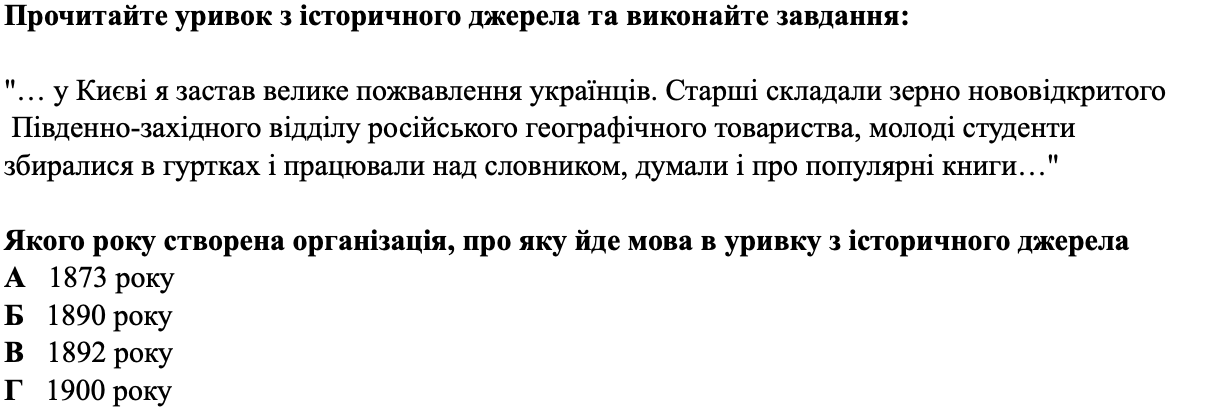 Прочитайте уривок з історичного джерела та виконайте завдання:
"… у Києві я застав велике пожвавлення українців. Старші складали зерно нововідкритого
Південно-західного відділу російського географічного товариства, молоді студенти
збиралися в гуртках і працювали над словником, думали і про популярні книги…"
Якого року створена організація, про яку йде мова в уривку з історичного джерела
А 1873 року
Б 1890 року
В 1892 року
Г 1900 року